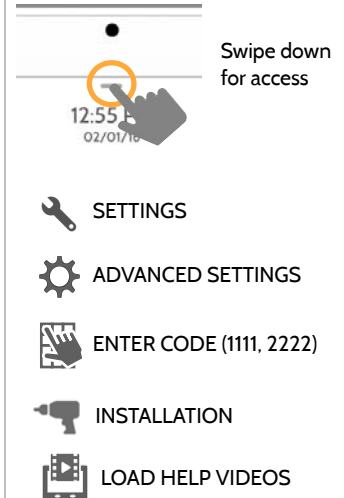 Swipe down
for access
12:55
02/01/16
SETTINGS
ADVANCED SETTINGS
ENTER CODE (1111, 2222)
INSTALLATION
LOAD HELP VIDEOS